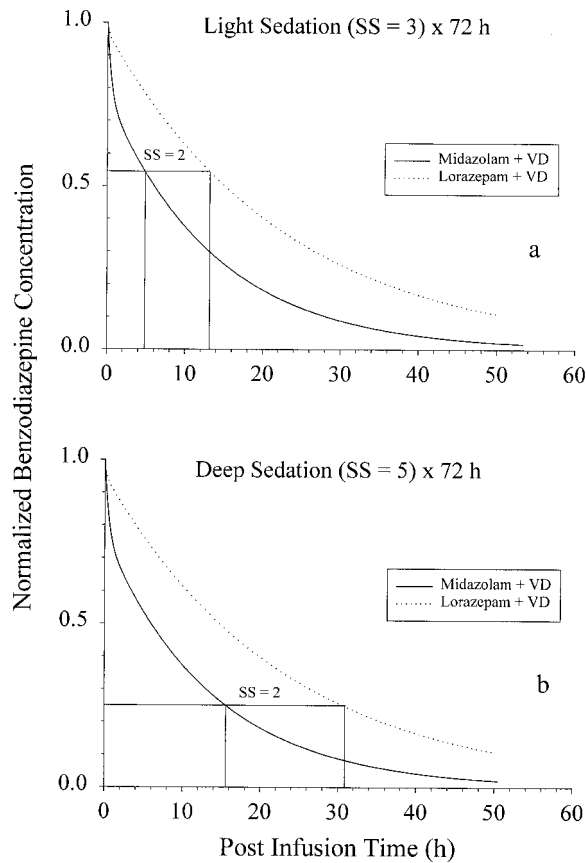 Normalized Benzodiazepine Concentration
Light Sedation (SS = 3) x 72 h
1.0
0.5
0.0
SS = 2
Midazolam + VD
Lorazepam + VD
a
0 10 20 30 40 50 60
Deep Sedation (SS = 5) x 72 h
1.0
0.5
0.0
SS = 2
Midazolam + VD
Lorazepam + VD
b
0 10 20 30 40 50 60
Post Infusion Time (h)